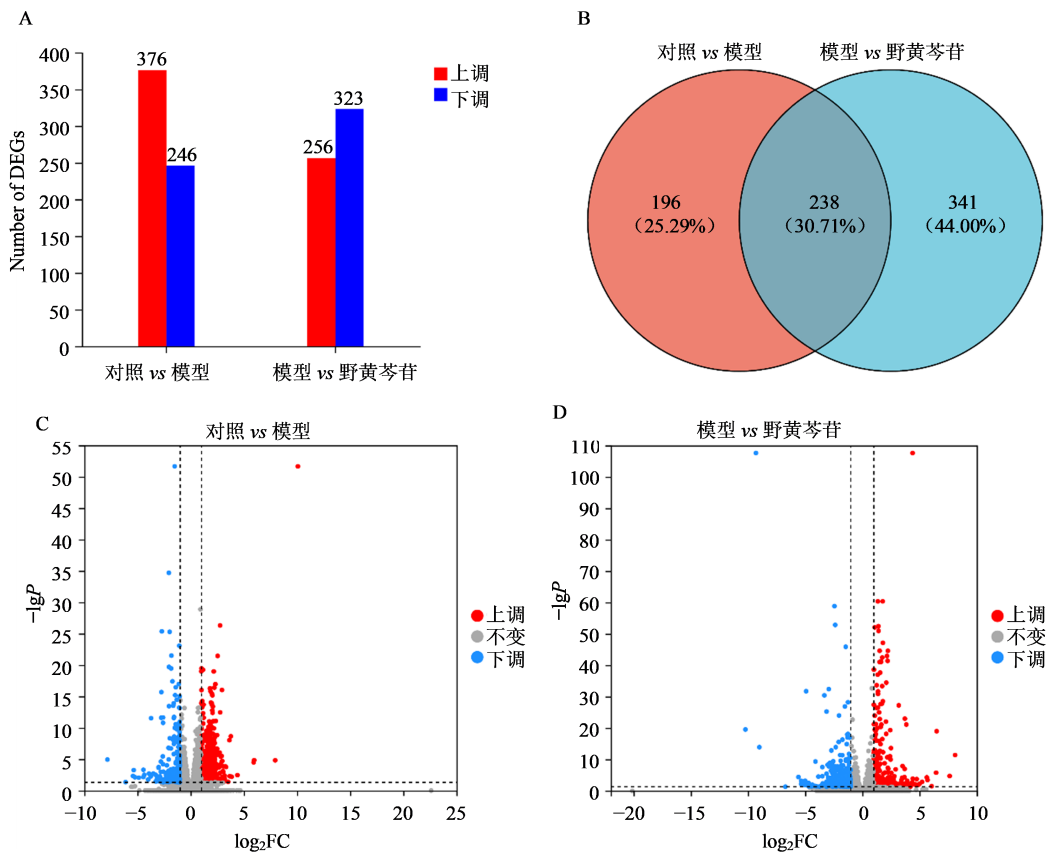 A
400
350
300
250
200
150
100
50
0
Number of DEGs
376
246
256
323
上调
下调
对照 vs 模型
模型 vs 野黄芩苷
B
对照 vs 模型
模型 vs 野黄芩苷
196
(25.29%)
238
(30.71%)
341
(44.00%)
C
对照 vs 模型
55
50
45
40
35
30
25
20
15
10
5
0
−lgP
−10
−5
0
5
10
15
20
25
log₂FC
上调
不变
下调
D
模型 vs 野黄芩苷
110
100
90
80
70
60
50
40
30
20
10
0
−lgP
−20
−15
−10
−5
0
5
10
log₂FC
上调
不变
下调